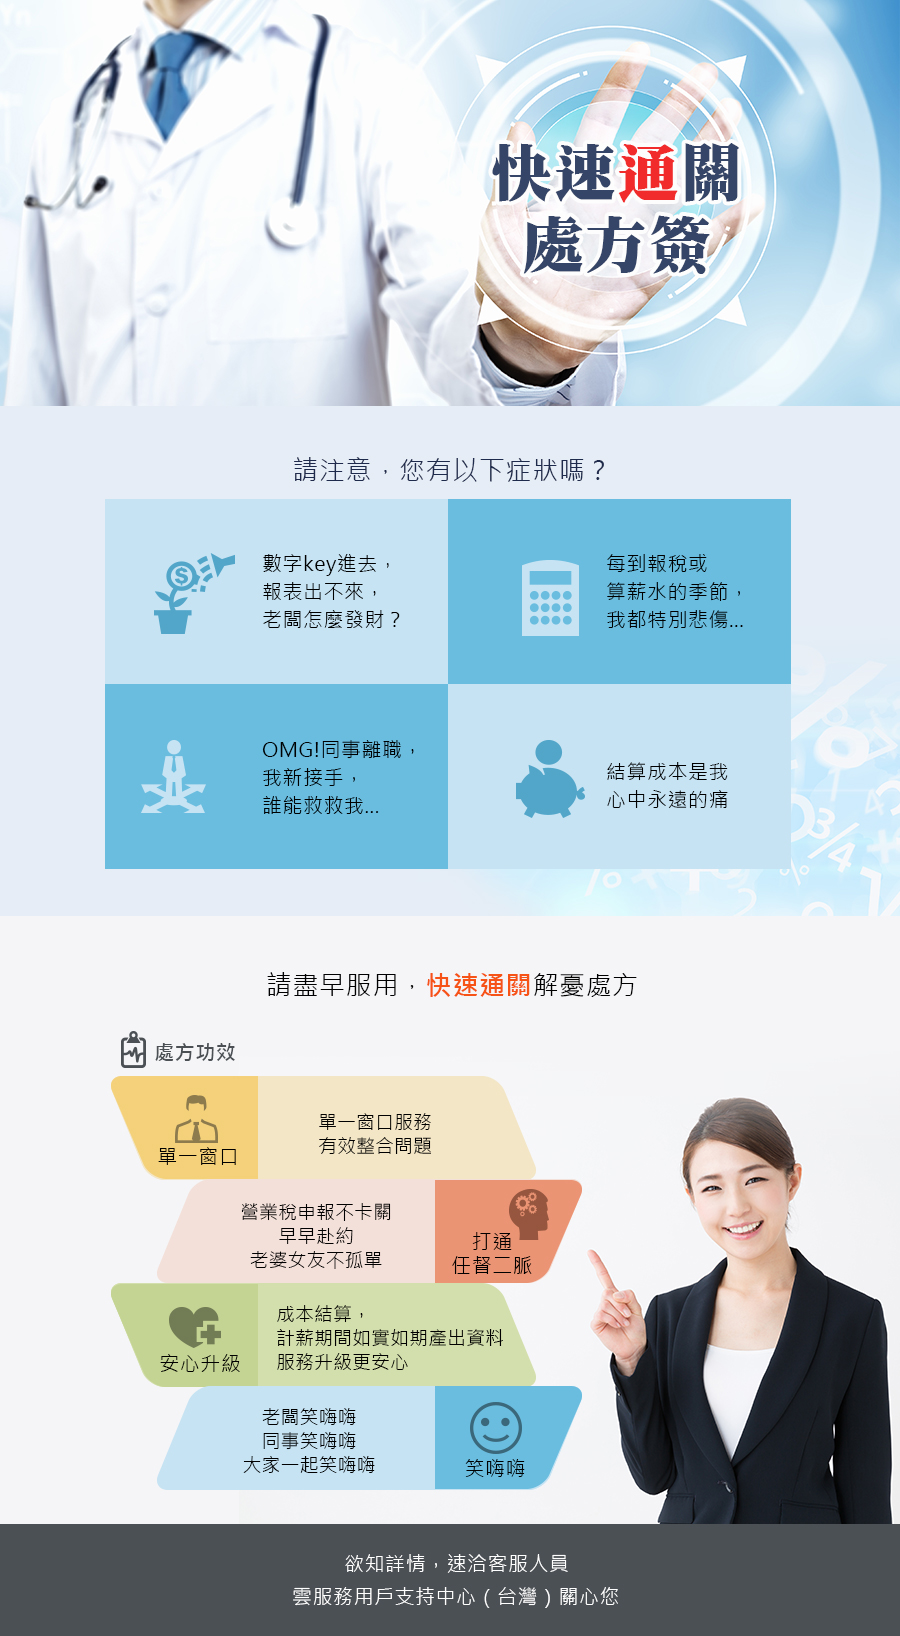 快速通關
處方簽
請注意，您有以下症狀嗎？
數字key進去，
報表出不來，
老闆怎麼發財？
每到報稅或
算薪水的季節，
我都特別悲傷...
OMG!同事離職，
我新接手，
誰能救救我...
結算成本是我
心中永遠的痛
請盡早服用，快速通關解憂處方
處方功效
單一窗口
單一窗口服務
有效整合問題
營業稅申報不卡關
早早赴約
老婆女友不孤單
打通
任督二脈
安心升級
成本結算，
計薪期間如實如期產出資料
服務升級更安心
老闆笑嗨嗨
同事笑嗨嗨
大家一起笑嗨嗨
笑嗨嗨
欲知詳情，速洽客服人員
雲服務用戶支持中心（台灣）關心您